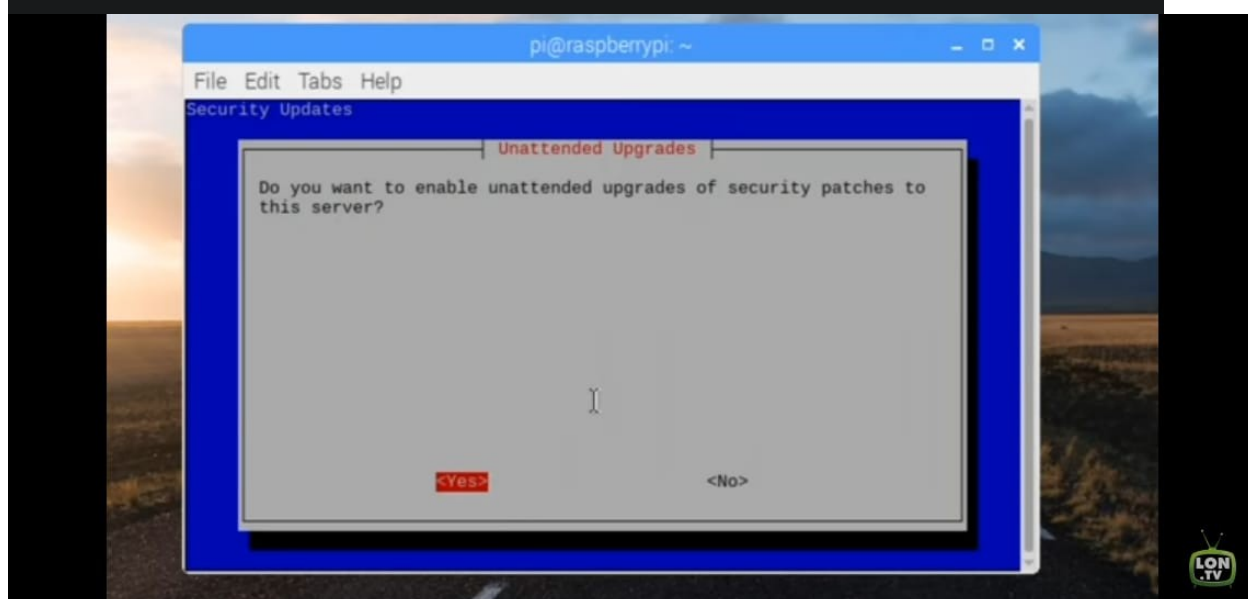 pi@raspberrypi: ~
File Edit Tabs Help
Security Updates
Unattended Upgrades
Do you want to enable unattended upgrades of security patches to
this server?
<Yes> <No>
LON
.TV